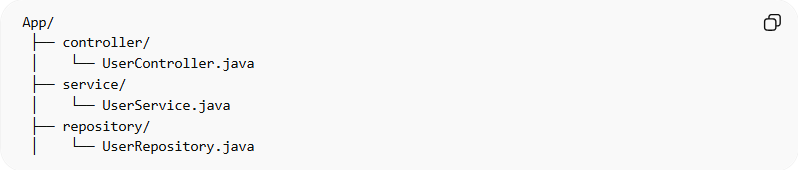 App/
├── controller/
│   └── UserController.java
├── service/
│   └── UserService.java
├── repository/
│   └── UserRepository.java